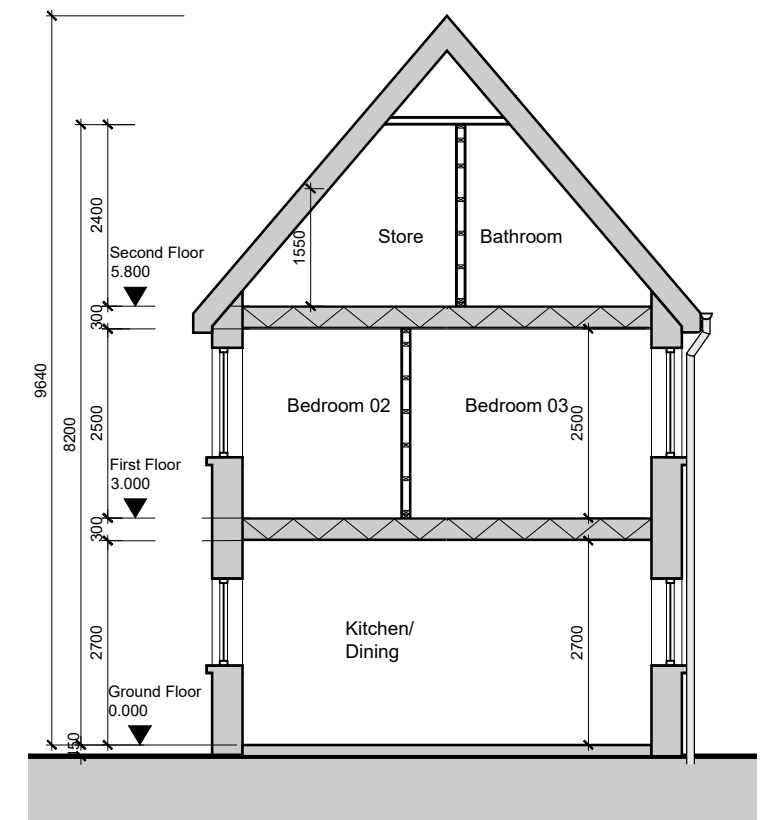 2400
Store
Bathroom
1550
Second Floor
5.800
300
9640
8200
Bedroom 02
Bedroom 03
2500
2500
First Floor
3.000
300
Kitchen/
Dining
2700
2700
Ground Floor
0.000
150